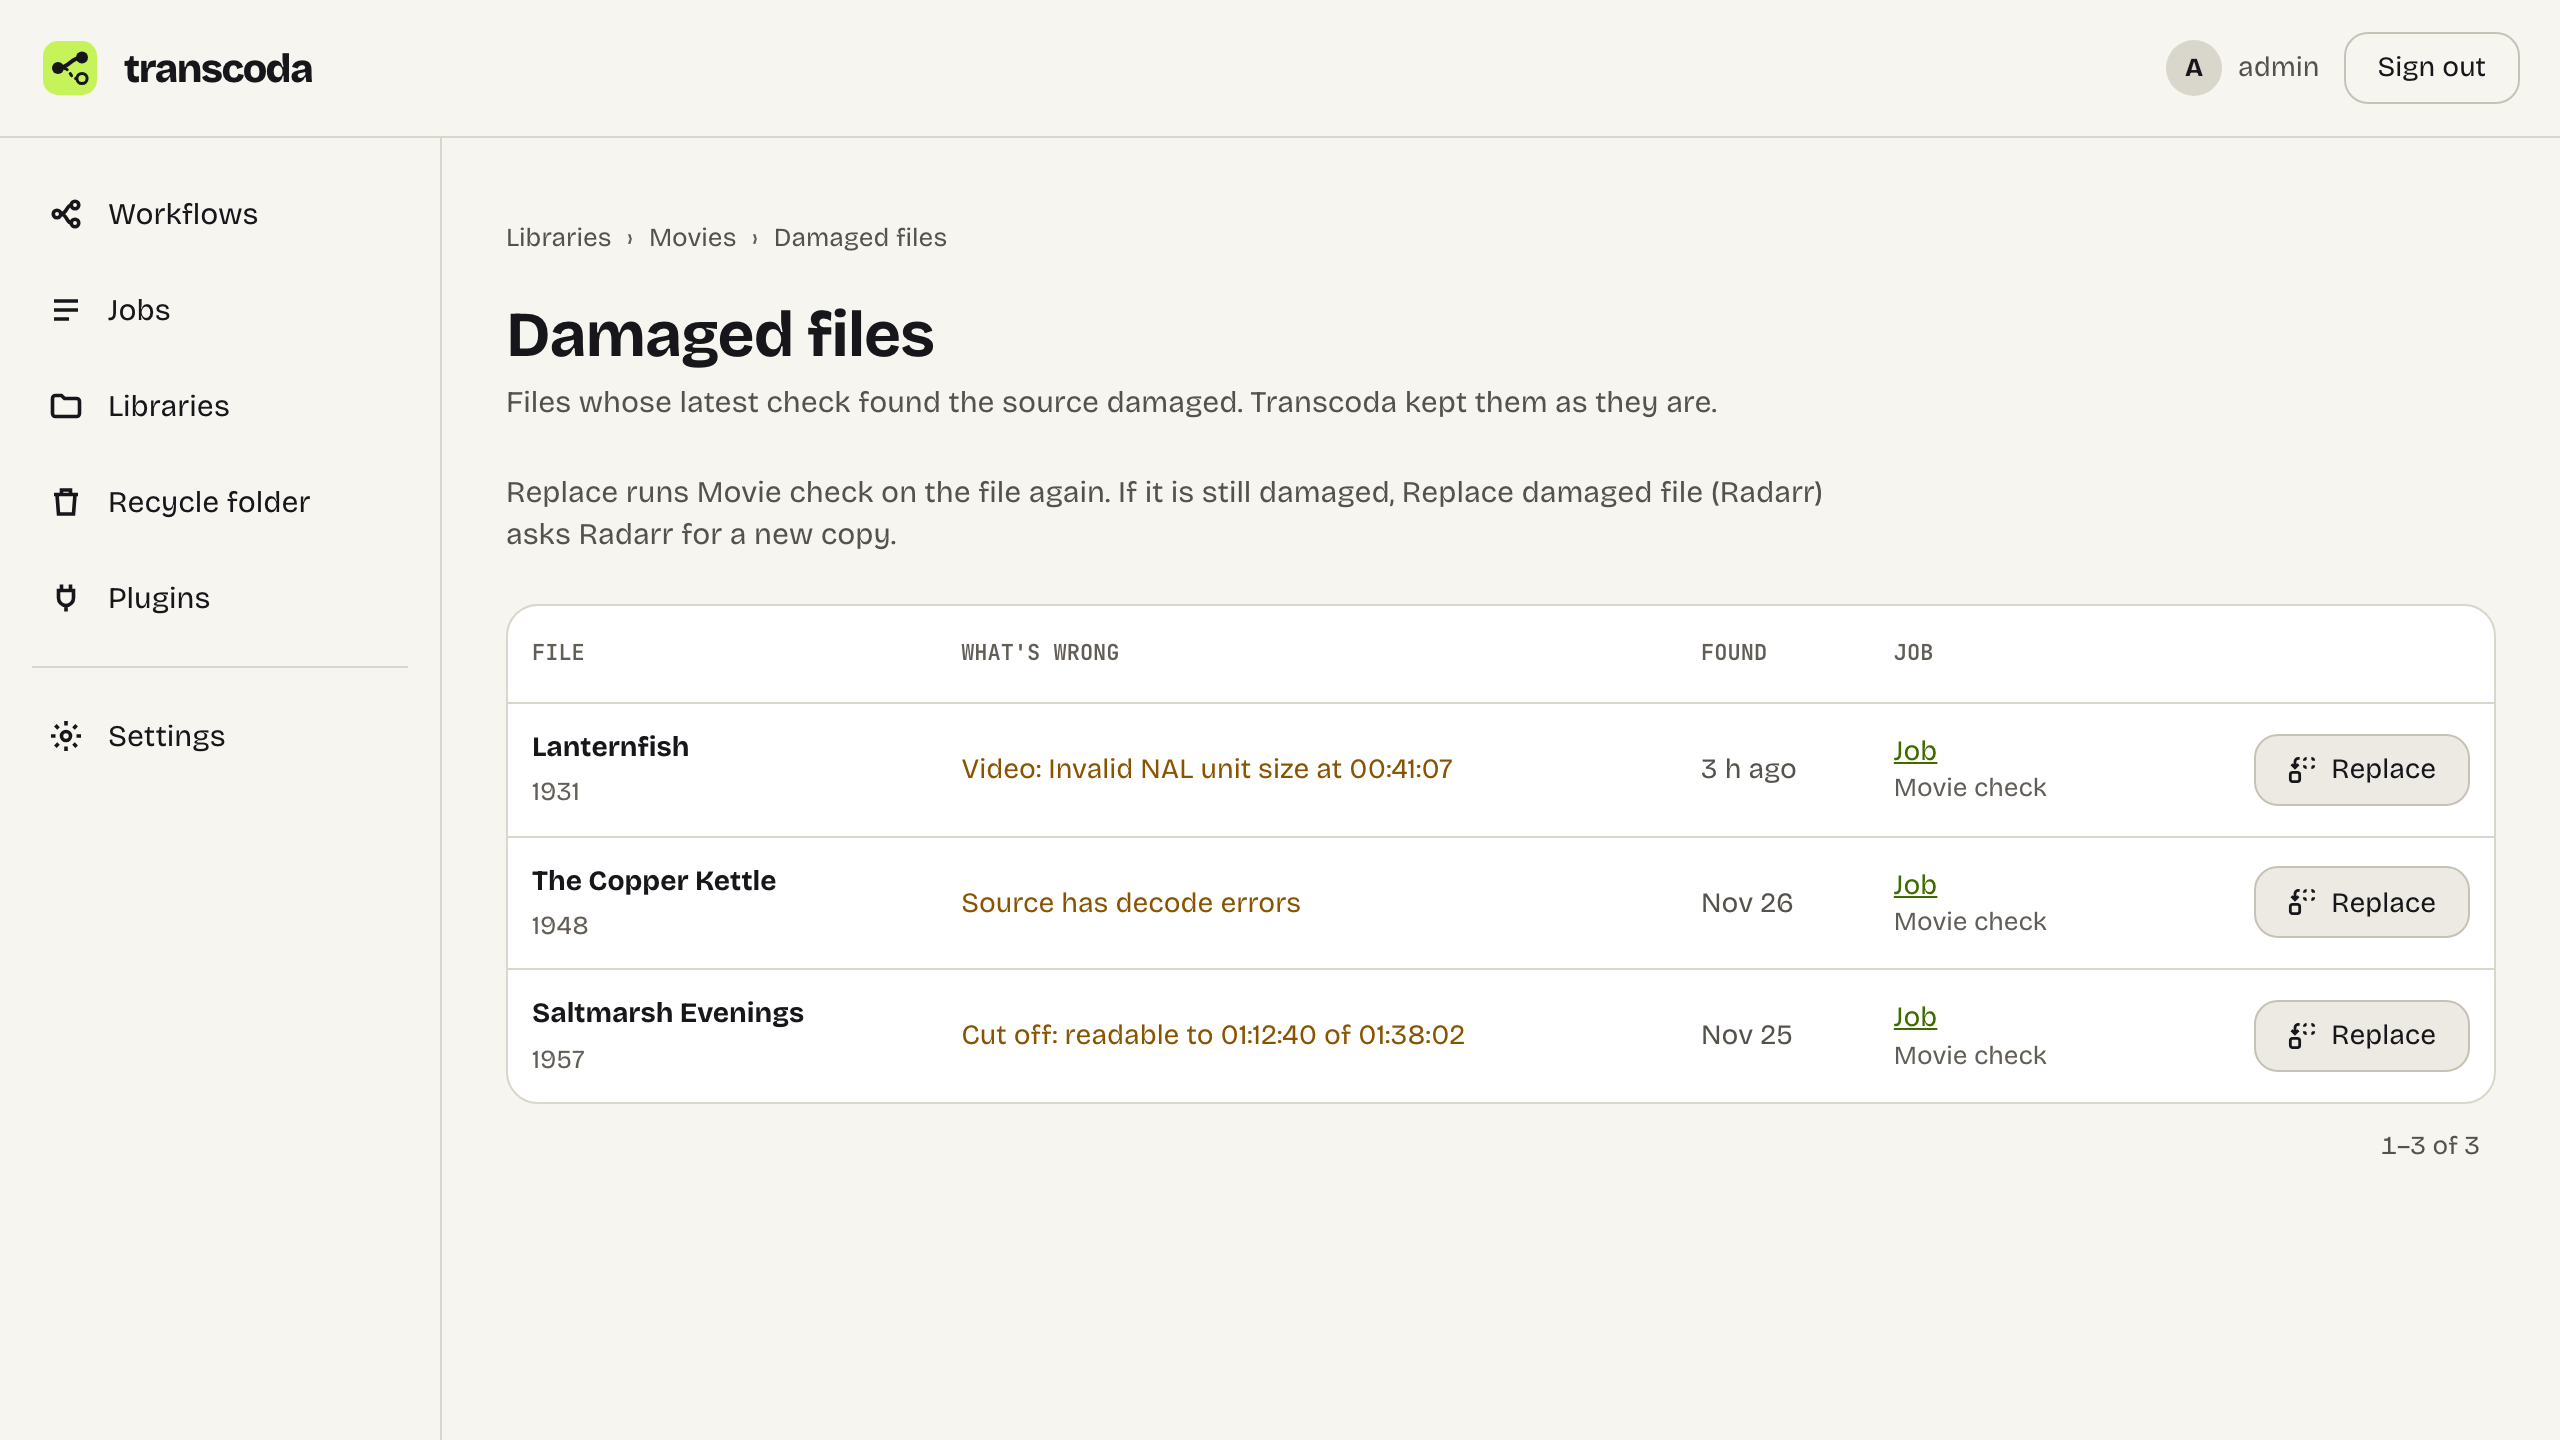 transcoda
A admin Sign out
Workflows
Jobs
Libraries
Recycle folder
Plugins
Settings
Libraries › Movies › Damaged files
Damaged files
Files whose latest check found the source damaged. Transcoda kept them as they are.
Replace runs Movie check on the file again. If it is still damaged, Replace damaged file (Radarr)
asks Radarr for a new copy.
FILE WHAT'S WRONG FOUND JOB
Lanternfish
1931
Video: Invalid NAL unit size at 00:41:07
3 h ago
Job
Movie check
Replace
The Copper Kettle
1948
Source has decode errors
Nov 26
Job
Movie check
Replace
Saltmarsh Evenings
1957
Cut off: readable to 01:12:40 of 01:38:02
Nov 25
Job
Movie check
Replace
1–3 of 3